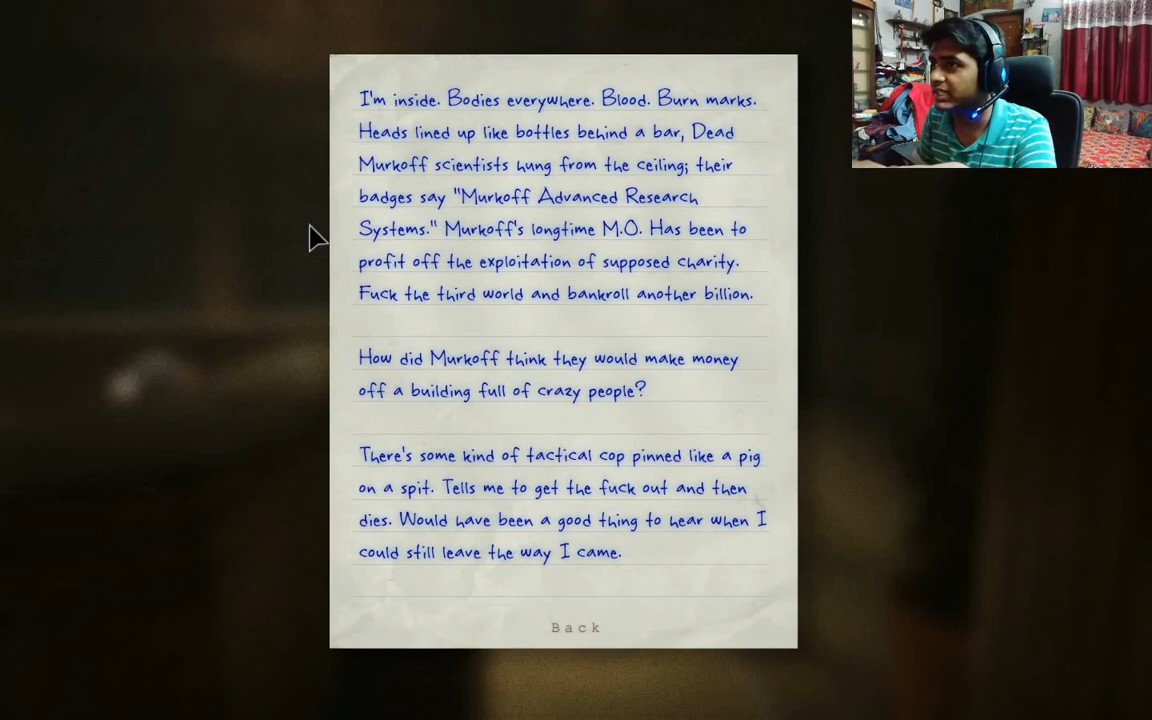 I'm inside. Bodies everywhere. Blood. Burn marks.
Heads lined up like bottles behind a bar, Dead
Murkoff scientists hung from the ceiling; their
badges say "Murkoff Advanced Research
Systems." Murkoff's longtime M.O. Has been to
profit off the exploitation of supposed charity.
Fuck the third world and bankroll another billion.
How did Murkoff think they would make money
off a building full of crazy people?
There's some kind of tactical cop pinned like a pig
on a spit. Tells me to get the fuck out and then
dies. Would have been a good thing to hear when I
could still leave the way I came.
Back